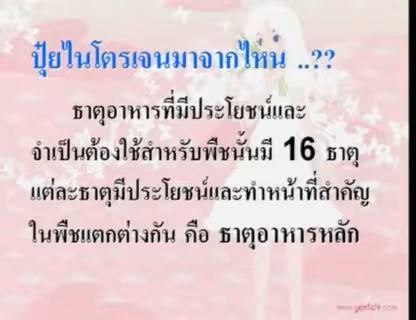 ปุ๋ยไนโตรเจนมาจากไหน ..??
ธาตุอาหารที่มีประโยชน์และ
จำเป็นต้องใช้สำหรับพืชนั้นมี 16 ธาตุ
แต่ละธาตุมีประโยชน์และทำหน้าที่สำคัญ
ในพืชแตกต่างกัน คือ ธาตุอาหารหลัก